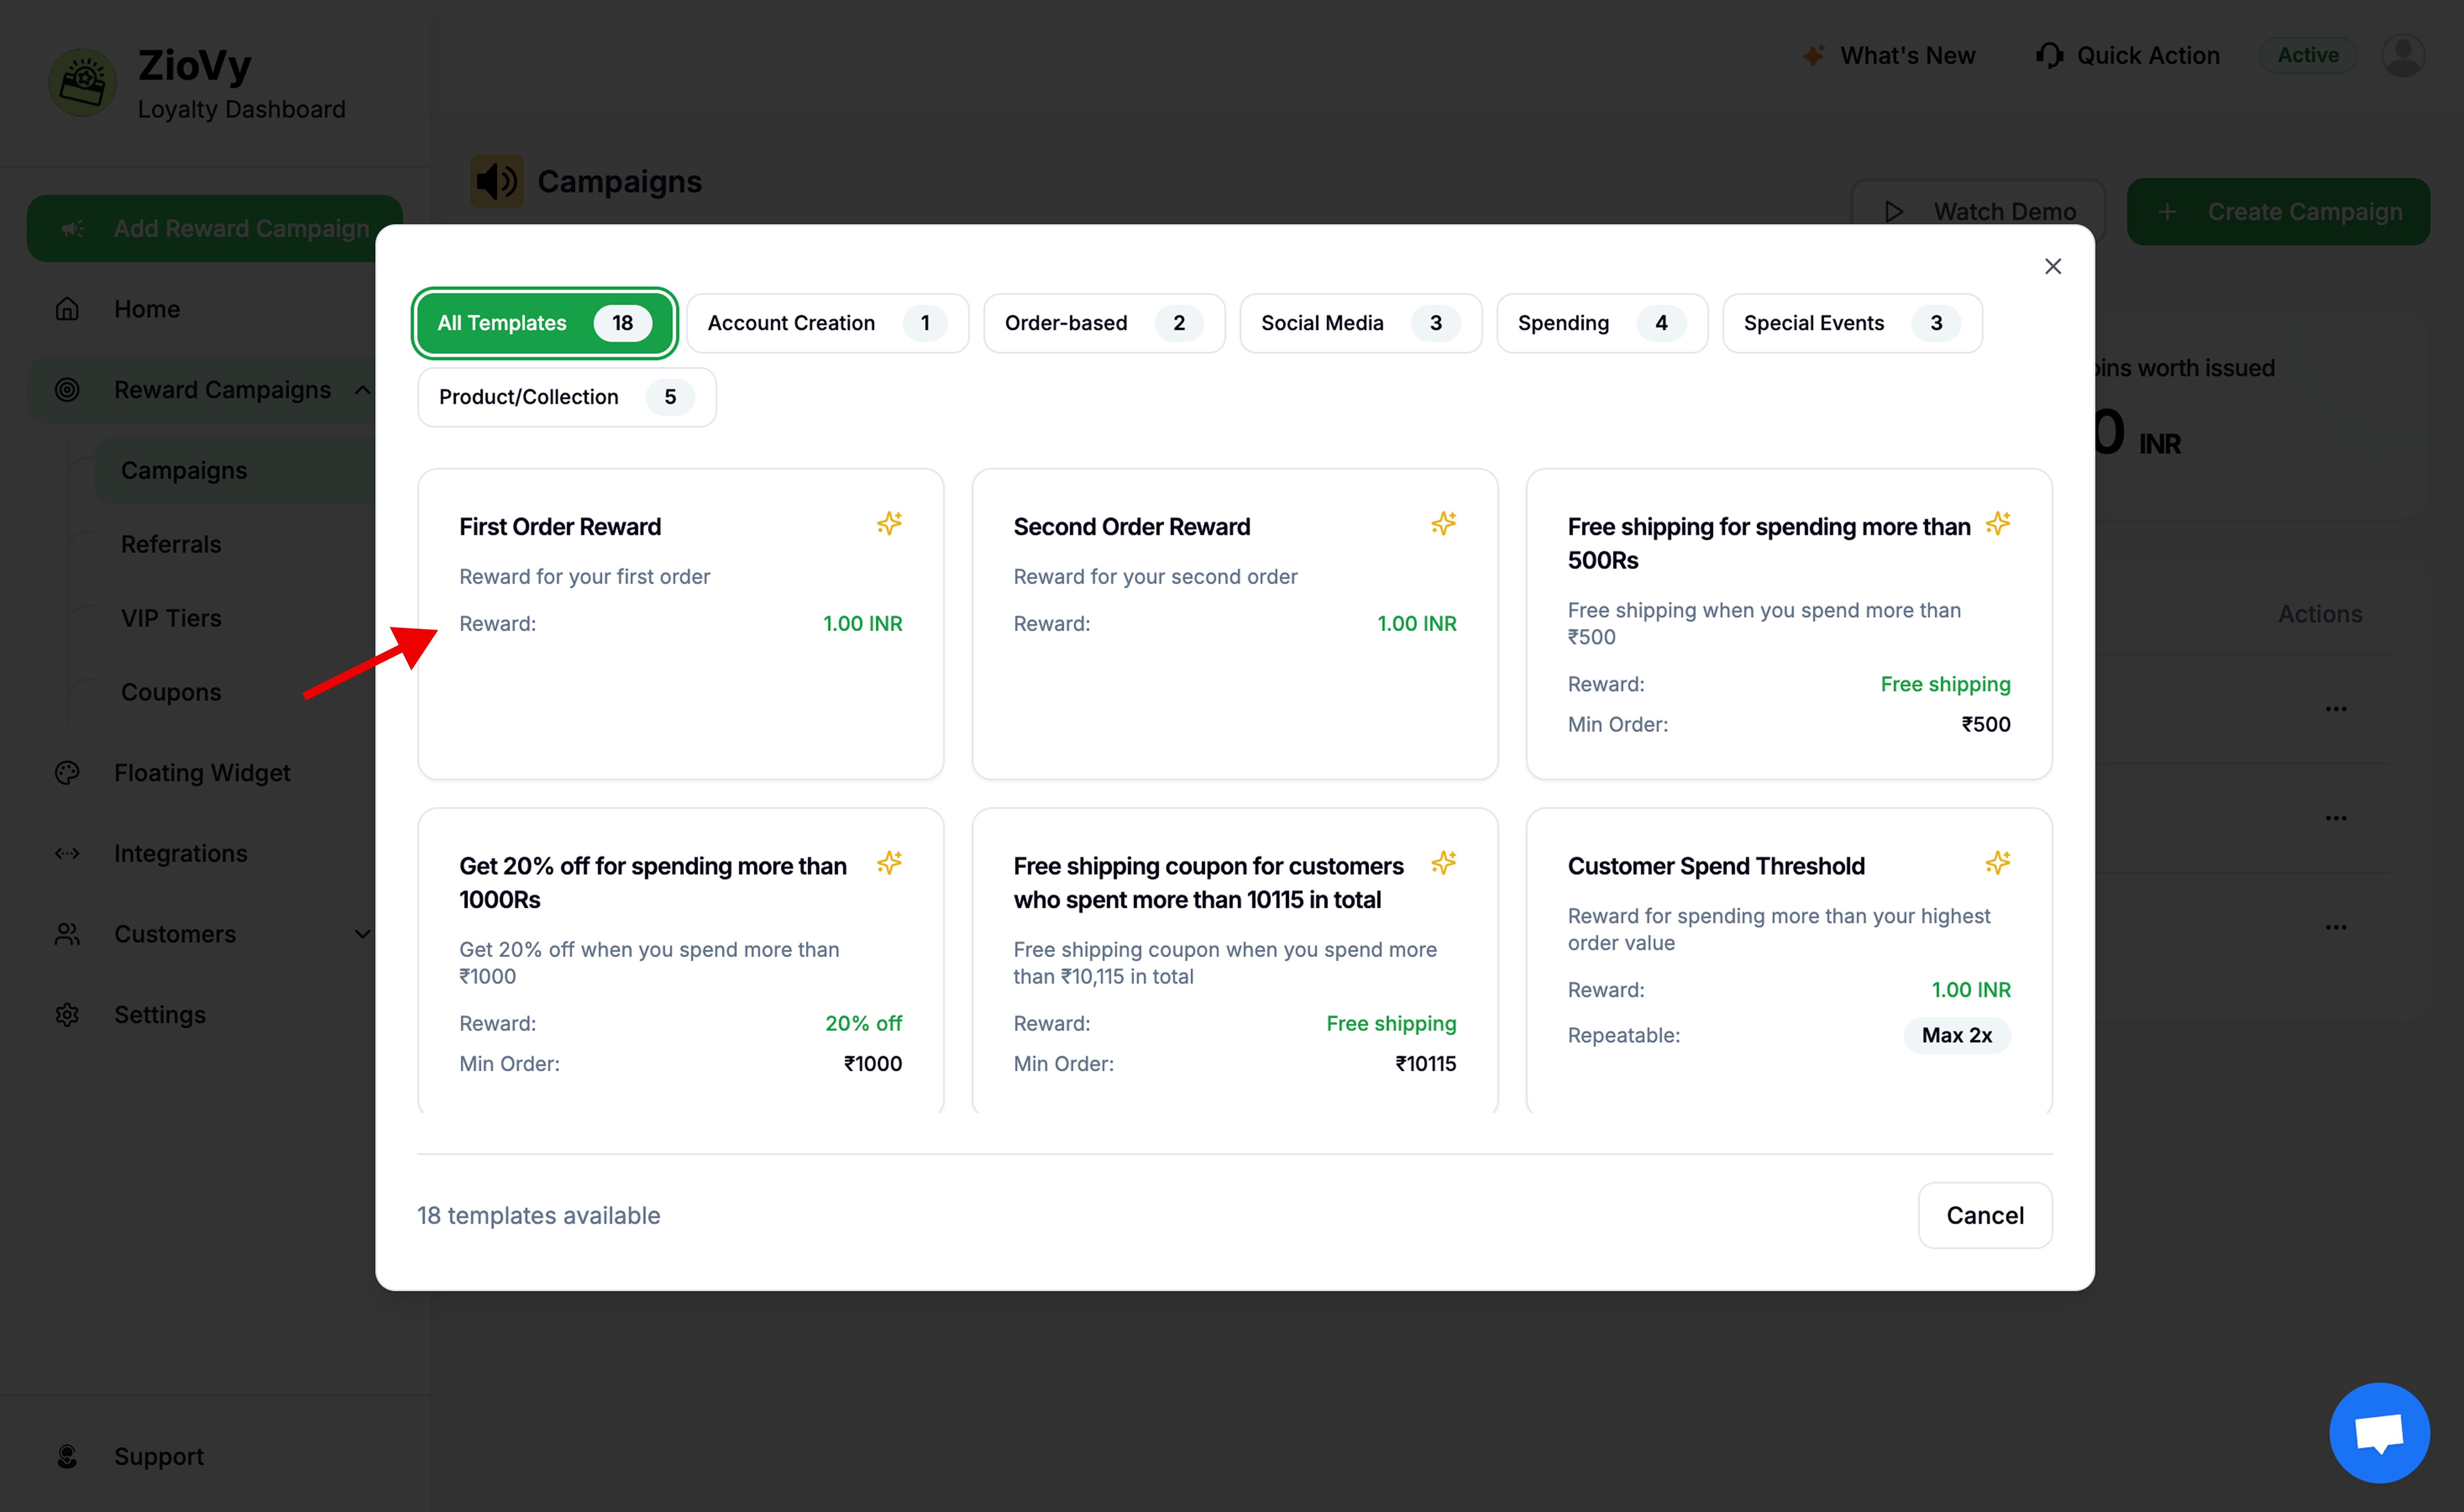 ZioVy
Loyalty Dashboard
What's New
Quick Action
Active
Add Reward Campaign
Home
Reward Campaigns
Campaigns
Referrals
VIP Tiers
Coupons
Floating Widget
Integrations
Customers
Settings
Support
Campaigns
Watch Demo
+ Create Campaign
oins worth issued
0 INR
Actions
All Templates 18
Account Creation 1
Order-based 2
Social Media 3
Spending 4
Special Events 3
Product/Collection 5
First Order Reward
Reward for your first order
Reward: 1.00 INR
Second Order Reward
Reward for your second order
Reward: 1.00 INR
Free shipping for spending more than
500Rs
Free shipping when you spend more than
₹500
Reward: Free shipping
Min Order: ₹500
Get 20% off for spending more than
1000Rs
Get 20% off when you spend more than
₹1000
Reward: 20% off
Min Order: ₹1000
Free shipping coupon for customers
who spent more than 10115 in total
Free shipping coupon when you spend more
than ₹10,115 in total
Reward: Free shipping
Min Order: ₹10115
Customer Spend Threshold
Reward for spending more than your highest
order value
Reward: 1.00 INR
Repeatable: Max 2x
18 templates available
Cancel